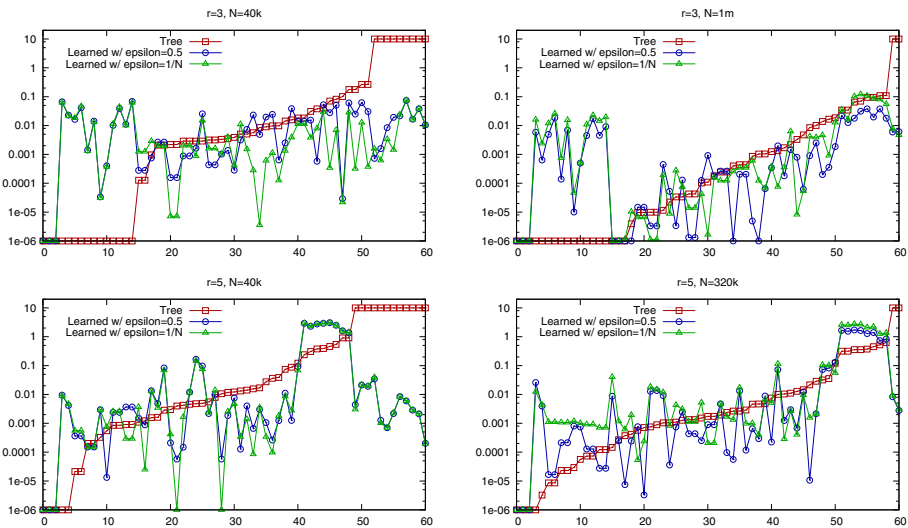 r=3, N=40k
10
1
0.1
0.01
0.001
0.0001
1e-05
1e-06
0 10 20 30 40 50 60
Tree
Learned w/ epsilon=0.5
Learned w/ epsilon=1/N
r=3, N=1m
10
1
0.1
0.01
0.001
0.0001
1e-05
1e-06
0 10 20 30 40 50 60
Tree
Learned w/ epsilon=0.5
Learned w/ epsilon=1/N
r=5, N=40k
10
1
0.1
0.01
0.001
0.0001
1e-05
1e-06
0 10 20 30 40 50 60
Tree
Learned w/ epsilon=0.5
Learned w/ epsilon=1/N
r=5, N=320k
10
1
0.1
0.01
0.001
0.0001
1e-05
1e-06
0 10 20 30 40 50 60
Tree
Learned w/ epsilon=0.5
Learned w/ epsilon=1/N